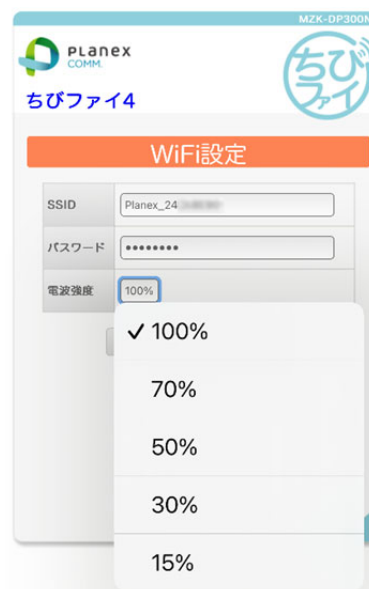 MZK-DP300N
PLANEX
COMM.
ちびファイ4
ちび
ファイ
WiFi設定
SSID
Planex_24
パスワード
••••••••
電波強度
100%
✓ 100%
70%
50%
30%
15%